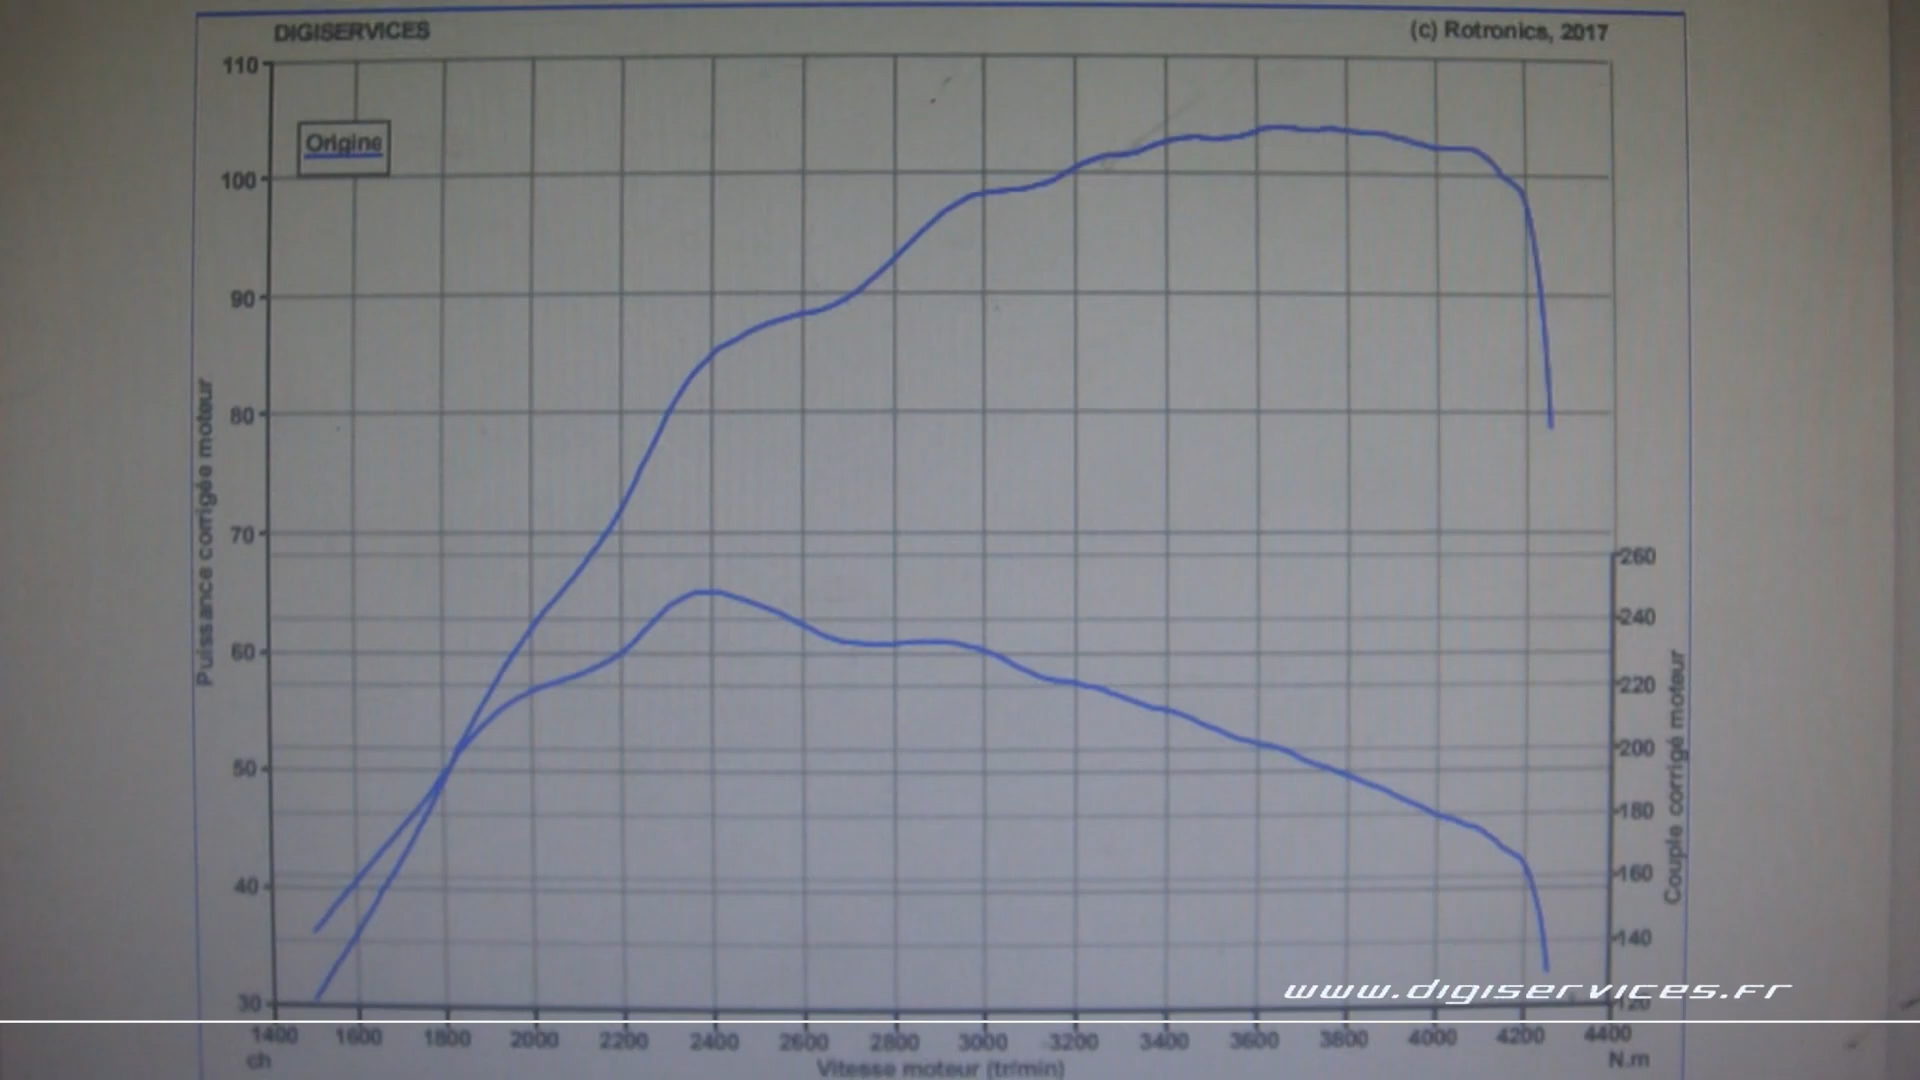 DIGISERVICES
(c) Rotronics, 2017
Origine
110
100
90
80
70
60
50
40
30
Puissance corrigée moteur
260
240
220
200
180
160
140
120
Couple corrigé moteur
www.digiservices.fr
1400 1600 1800 2000 2200 2400 2600 2800 3000 3200 3400 3600 3800 4000 4200 4400
ch
Vitesse moteur (tr/min)
N.m